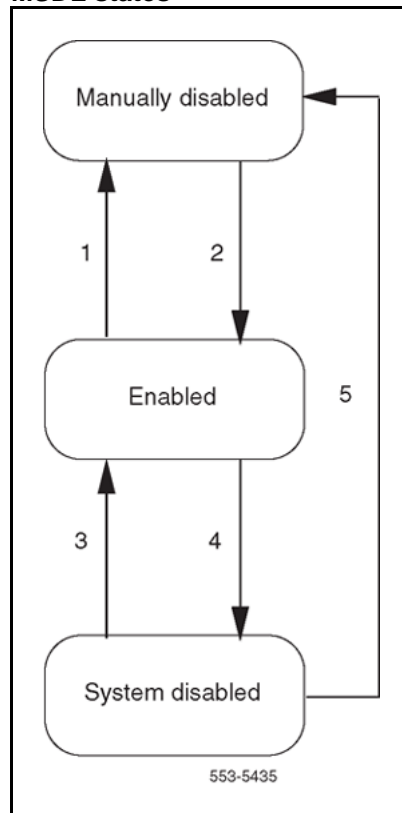 MSDL states
Manually disabled
1
2
Enabled
5
3
4
System disabled
553-5435